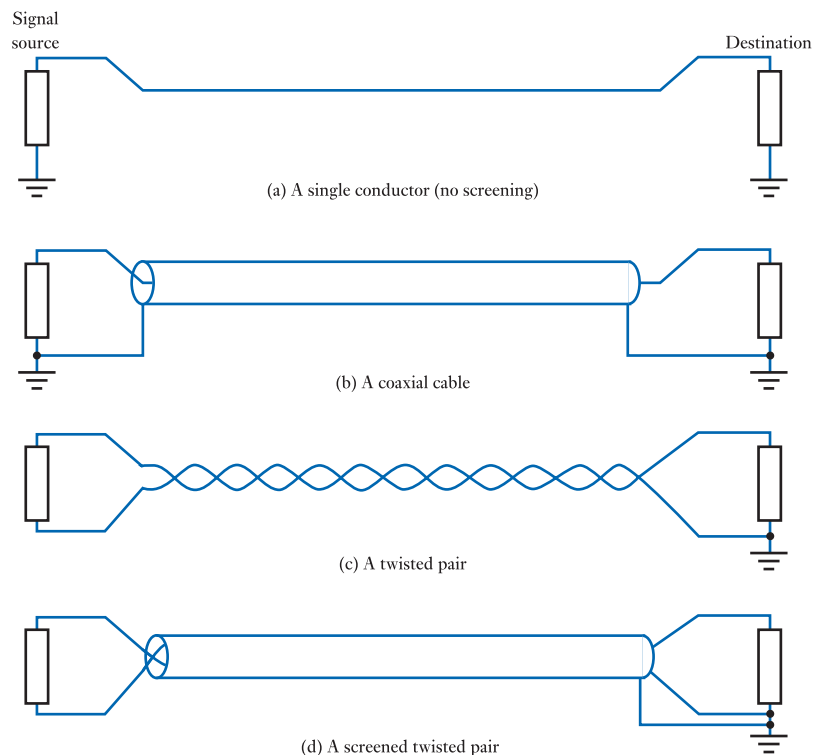 Signal
source
Destination
(a) A single conductor (no screening)
(b) A coaxial cable
(c) A twisted pair
(d) A screened twisted pair